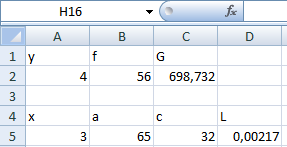 H16 fx
A B C D
1 y f G
2 4 56 698,732
3
4 x a c L
5 3 65 32 0,00217